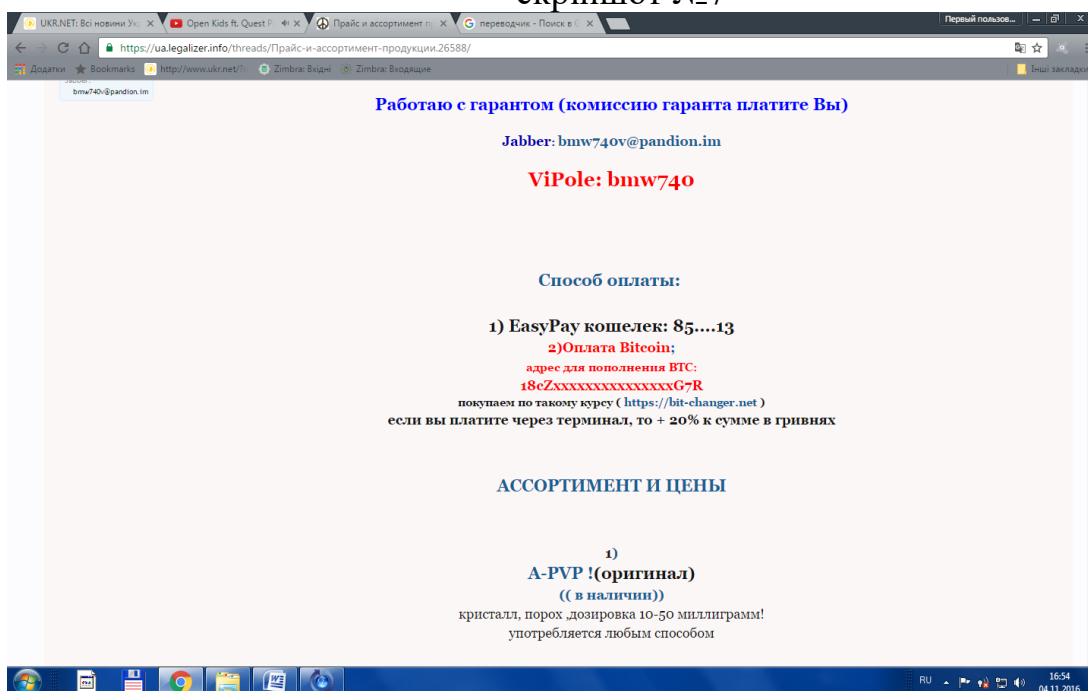 скріншот №7
UKR.NET: Всі новини Ук
Open Kids ft. Quest P
Прайс и ассортимент п
переводчик - Поиск в
Первый пользов...
https://ua.legalizer.info/threads/Прайс-и-ассортимент-продукции.26588/
Додатки Bookmarks http://www.ukr.net/ Zimbra: Вхідні Zimbra: Входящие Інші закладки
Jabber:
bmw740v@pandion.im
Работаю с гарантом (комиссию гаранта платите Вы)
Jabber: bmw740v@pandion.im
ViPole: bmw740
Способ оплаты:
1) EasyPay кошелек: 85....13
2)Оплата Bitcoin;
адрес для пополнения BTC:
18cZxxxxxxxxxxxxxxxG7R
покупаем по такому курсу ( https://bit-changer.net )
если вы платите через терминал, то + 20% к сумме в гривнях
АССОРТИМЕНТ И ЦЕНЫ
1)
A-PVP !(оригинал)
(( в наличии))
кристалл, порох ,дозировка 10-50 миллиграмм!
употребляется любым способом
RU
16:54
04.11.2016